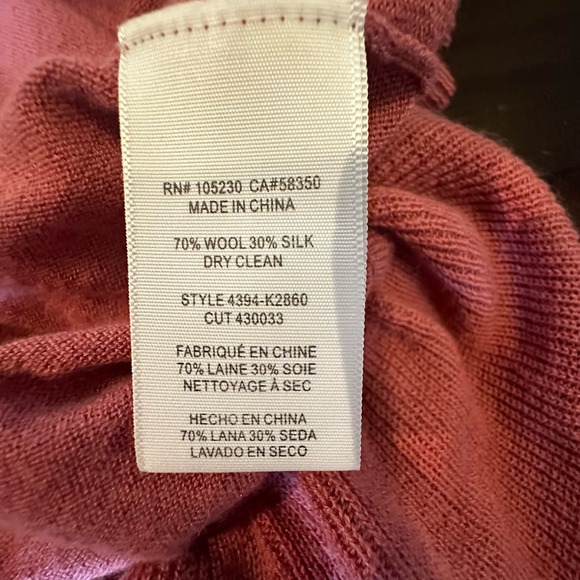 RN# 105230 CA#58350
MADE IN CHINA
70% WOOL 30% SILK
DRY CLEAN
STYLE 4394-K2860
CUT 430033
FABRIQUÉ EN CHINE
70% LAINE 30% SOIE
NETTOYAGE À SEC
HECHO EN CHINA
70% LANA 30% SEDA
LAVADO EN SECO